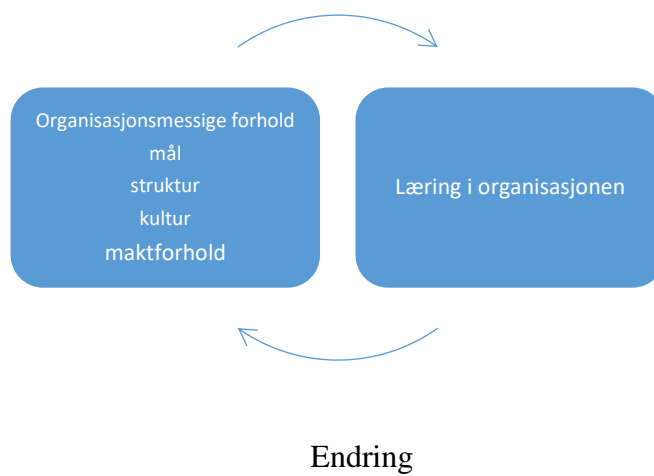 Organisasjonsmessige forhold
mål
struktur
kultur
maktforhold
Læring i organisasjonen
Endring